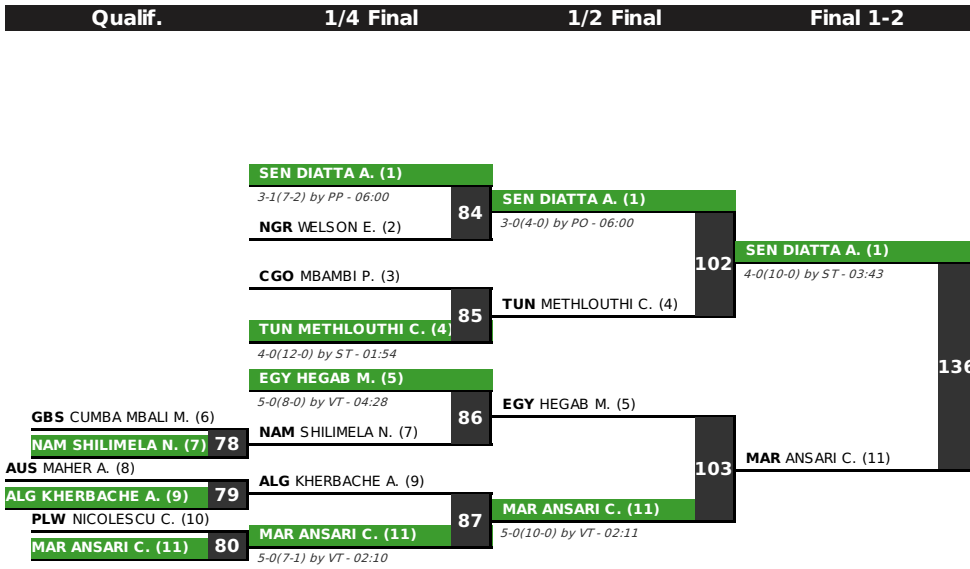 Qualif.
1/4 Final
1/2 Final
Final 1-2
SEN DIATTA A. (1)
3-1(7-2) by PP - 06:00
NGR WELSON E. (2)
84
CGO MBAMBI P. (3)
85
TUN METHLOUTHI C. (4)
4-0(12-0) by ST - 01:54
EGY HEGAB M. (5)
5-0(8-0) by VT - 04:28
86
NAM SHILIMELA N. (7)
GBS CUMBA MBALI M. (6)
NAM SHILIMELA N. (7)
78
AUS MAHER A. (8)
ALG KHERBACHE A. (9)
79
PLW NICOLESCU C. (10)
MAR ANSARI C. (11)
80
ALG KHERBACHE A. (9)
87
MAR ANSARI C. (11)
5-0(7-1) by VT - 02:10
SEN DIATTA A. (1)
3-0(4-0) by PO - 06:00
102
TUN METHLOUTHI C. (4)
EGY HEGAB M. (5)
103
MAR ANSARI C. (11)
5-0(10-0) by VT - 02:11
SEN DIATTA A. (1)
4-0(10-0) by ST - 03:43
136
MAR ANSARI C. (11)